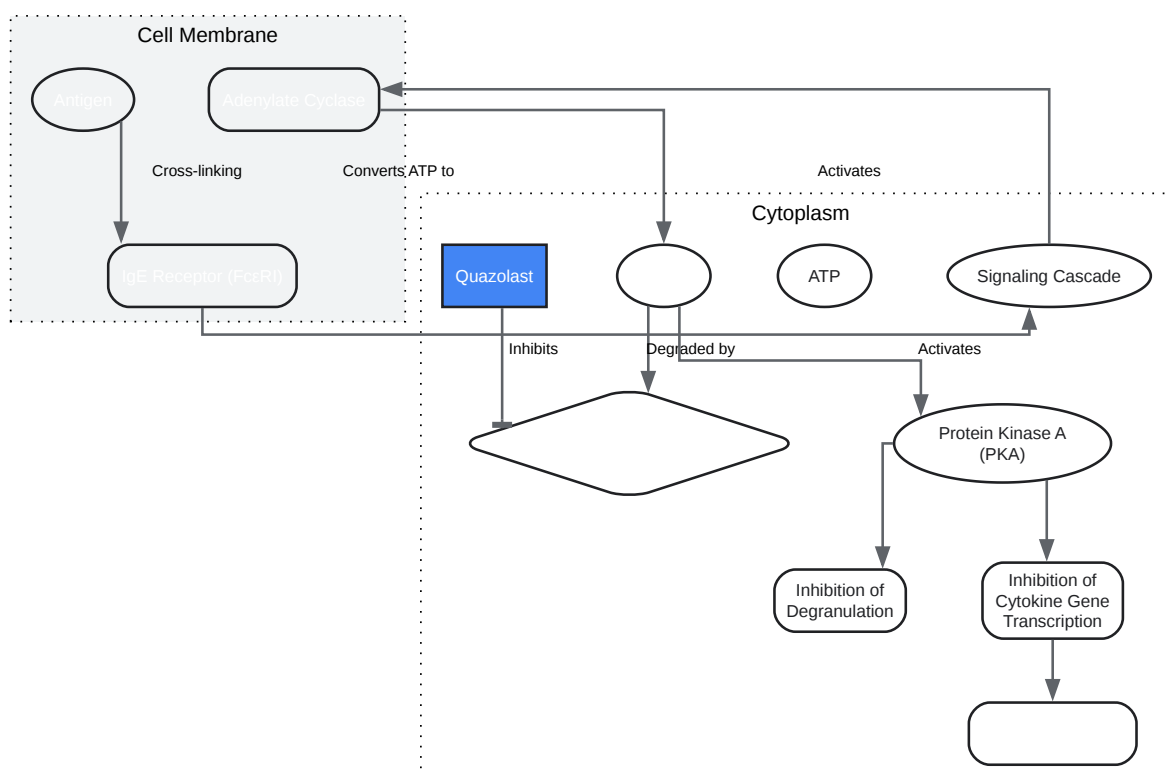 Cell Membrane
Antigen
Adenylate Cyclase
Cross-linking
Converts ATP to
Activates
Cytoplasm
IgE Receptor (FcεRI)
Quazolast
ATP
Signaling Cascade
Inhibits
Degraded by
Activates
Protein Kinase A
(PKA)
Inhibition of
Degranulation
Inhibition of
Cytokine Gene
Transcription